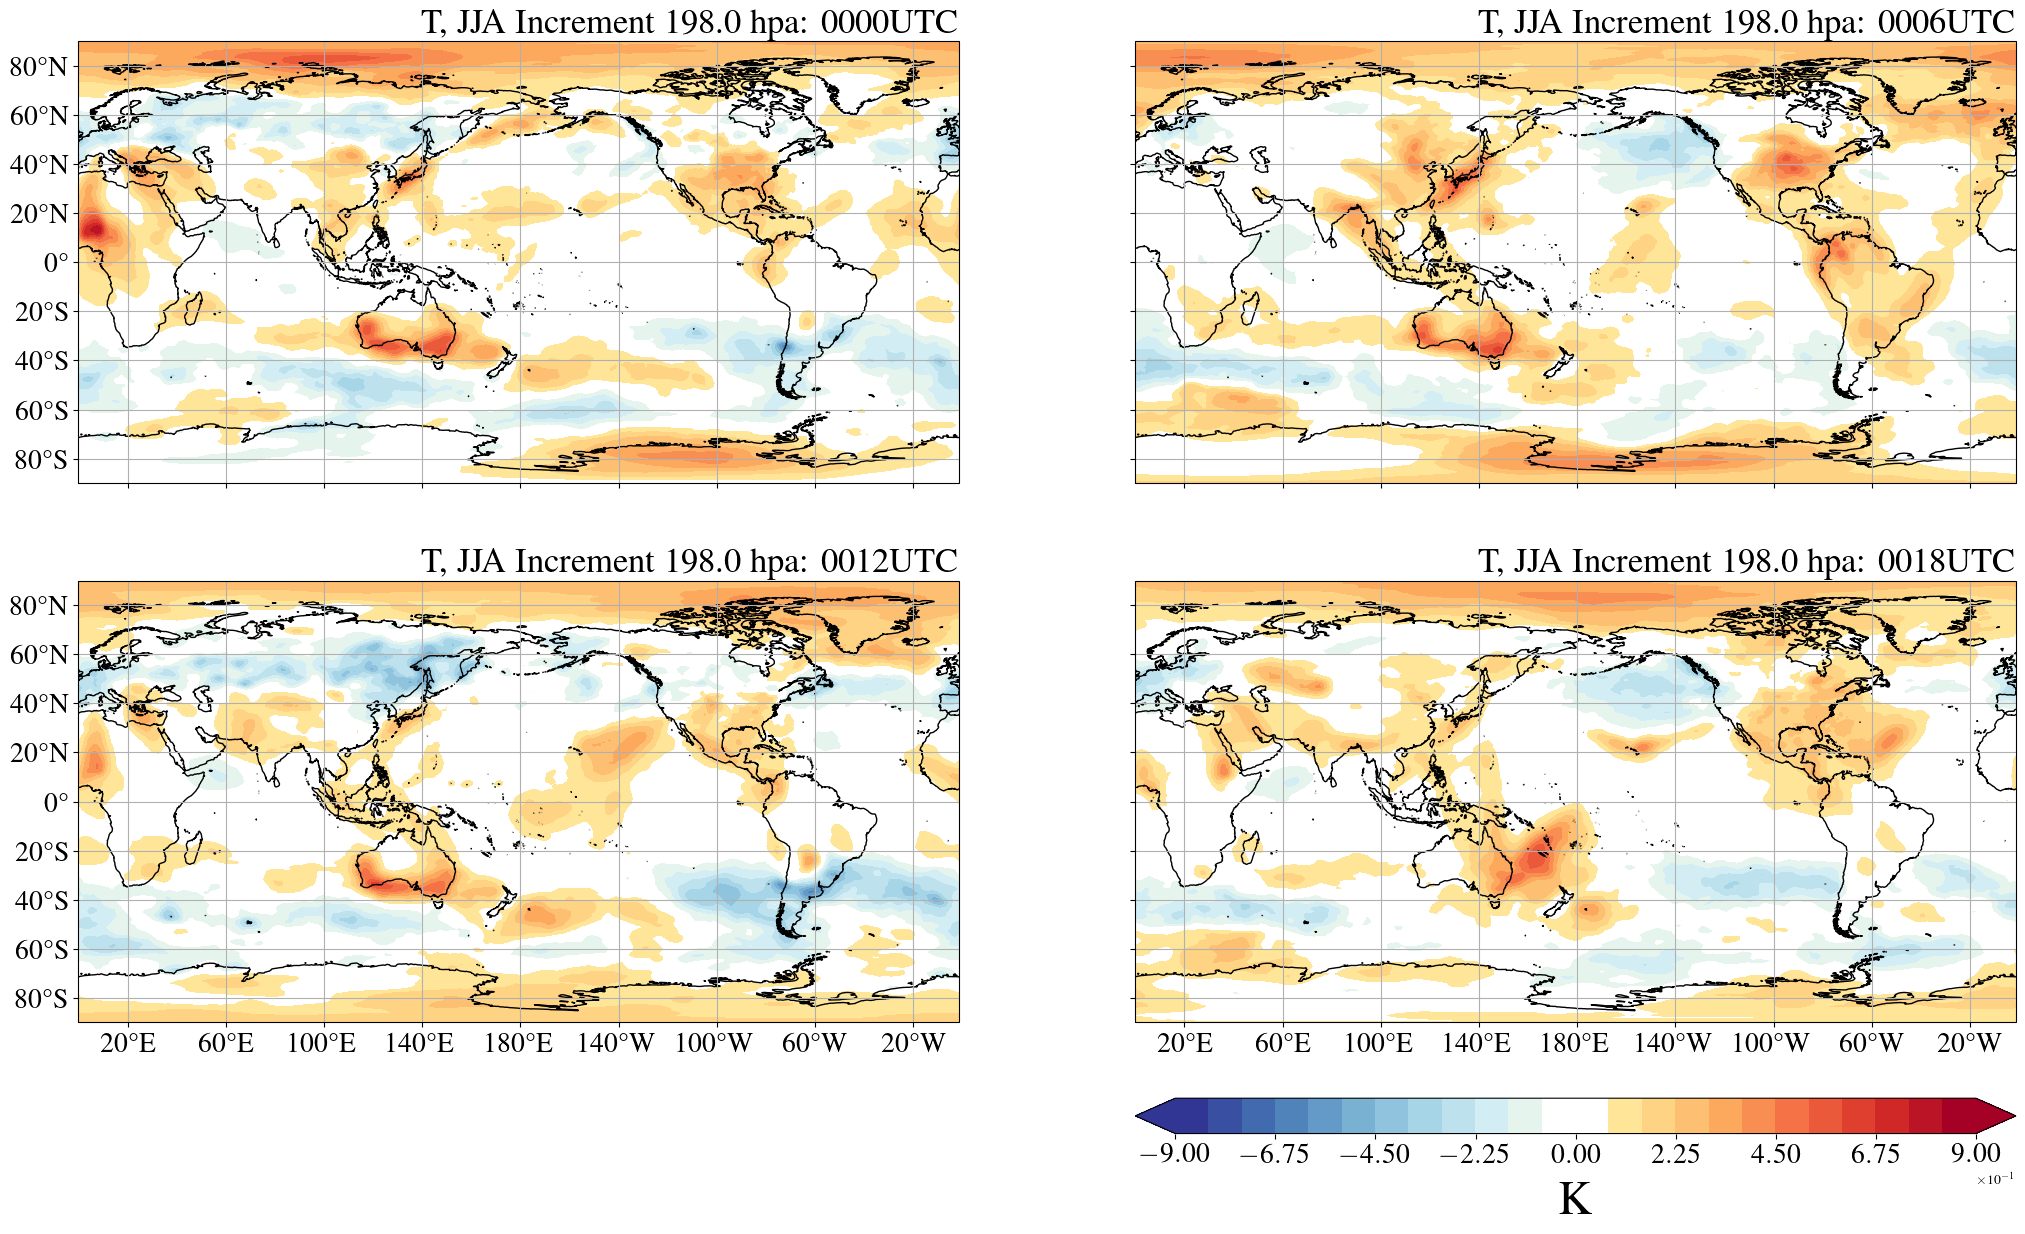 T, JJA Increment 198.0 hpa: 0000UTC
T, JJA Increment 198.0 hpa: 0006UTC
80°N
60°N
40°N
20°N
0°
20°S
40°S
60°S
80°S
T, JJA Increment 198.0 hpa: 0012UTC
T, JJA Increment 198.0 hpa: 0018UTC
80°N
60°N
40°N
20°N
0°
20°S
40°S
60°S
80°S
20°E 60°E 100°E 140°E 180°E 140°W 100°W 60°W 20°W
20°E 60°E 100°E 140°E 180°E 140°W 100°W 60°W 20°W
−9.00 −6.75 −4.50 −2.25 0.00 2.25 4.50 6.75 9.00
×10⁻¹
K